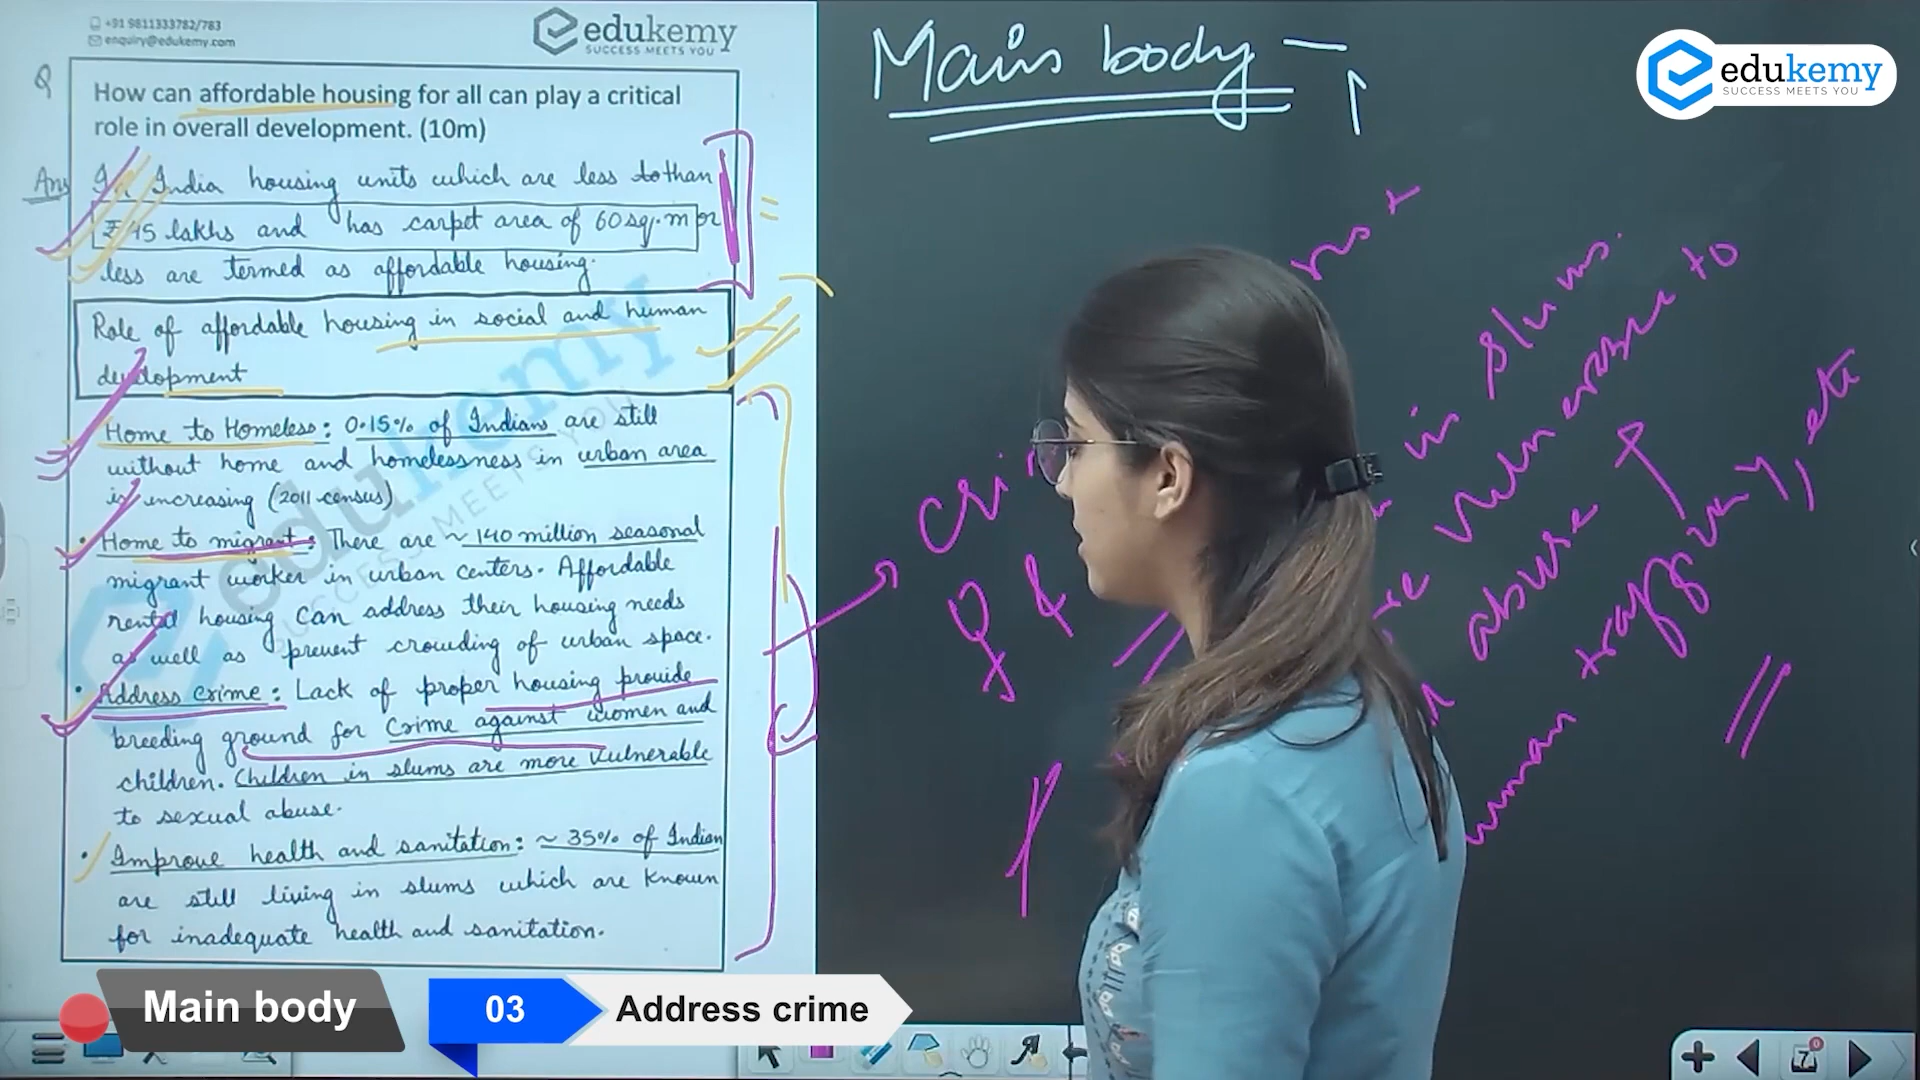 +91 9811333782/783
enquiry@edukemy.com
edukemy
SUCCESS MEETS YOU
Q
How can affordable housing for all can play a critical
role in overall development. (10m)
Ans
In India housing units which are less to than
₹45 lakhs and has carpet area of 60 sq.m or
less are termed as affordable housing.
Role of affordable housing in social and human
development
Home to Homeless: 0.15% of Indians are still
without home and homelessness in urban area
is increasing (2011 census)
• Home to migrant: There are ~ 140 million seasonal
migrant worker in urban centers. Affordable
rental housing can address their housing needs
as well as prevent crowding of urban space.
• Address crime: Lack of proper housing provide
breeding ground for crime against women and
children. Children in slums are more vulnerable
to sexual abuse.
• Improve health and sanitation: ~ 35% of Indian
are still living in slums which are known
for inadequate health and sanitation.
Main body -
in slums.
to
abuse
human etc
edukemy
SUCCESS MEETS YOU
Main body
03
Address crime
7